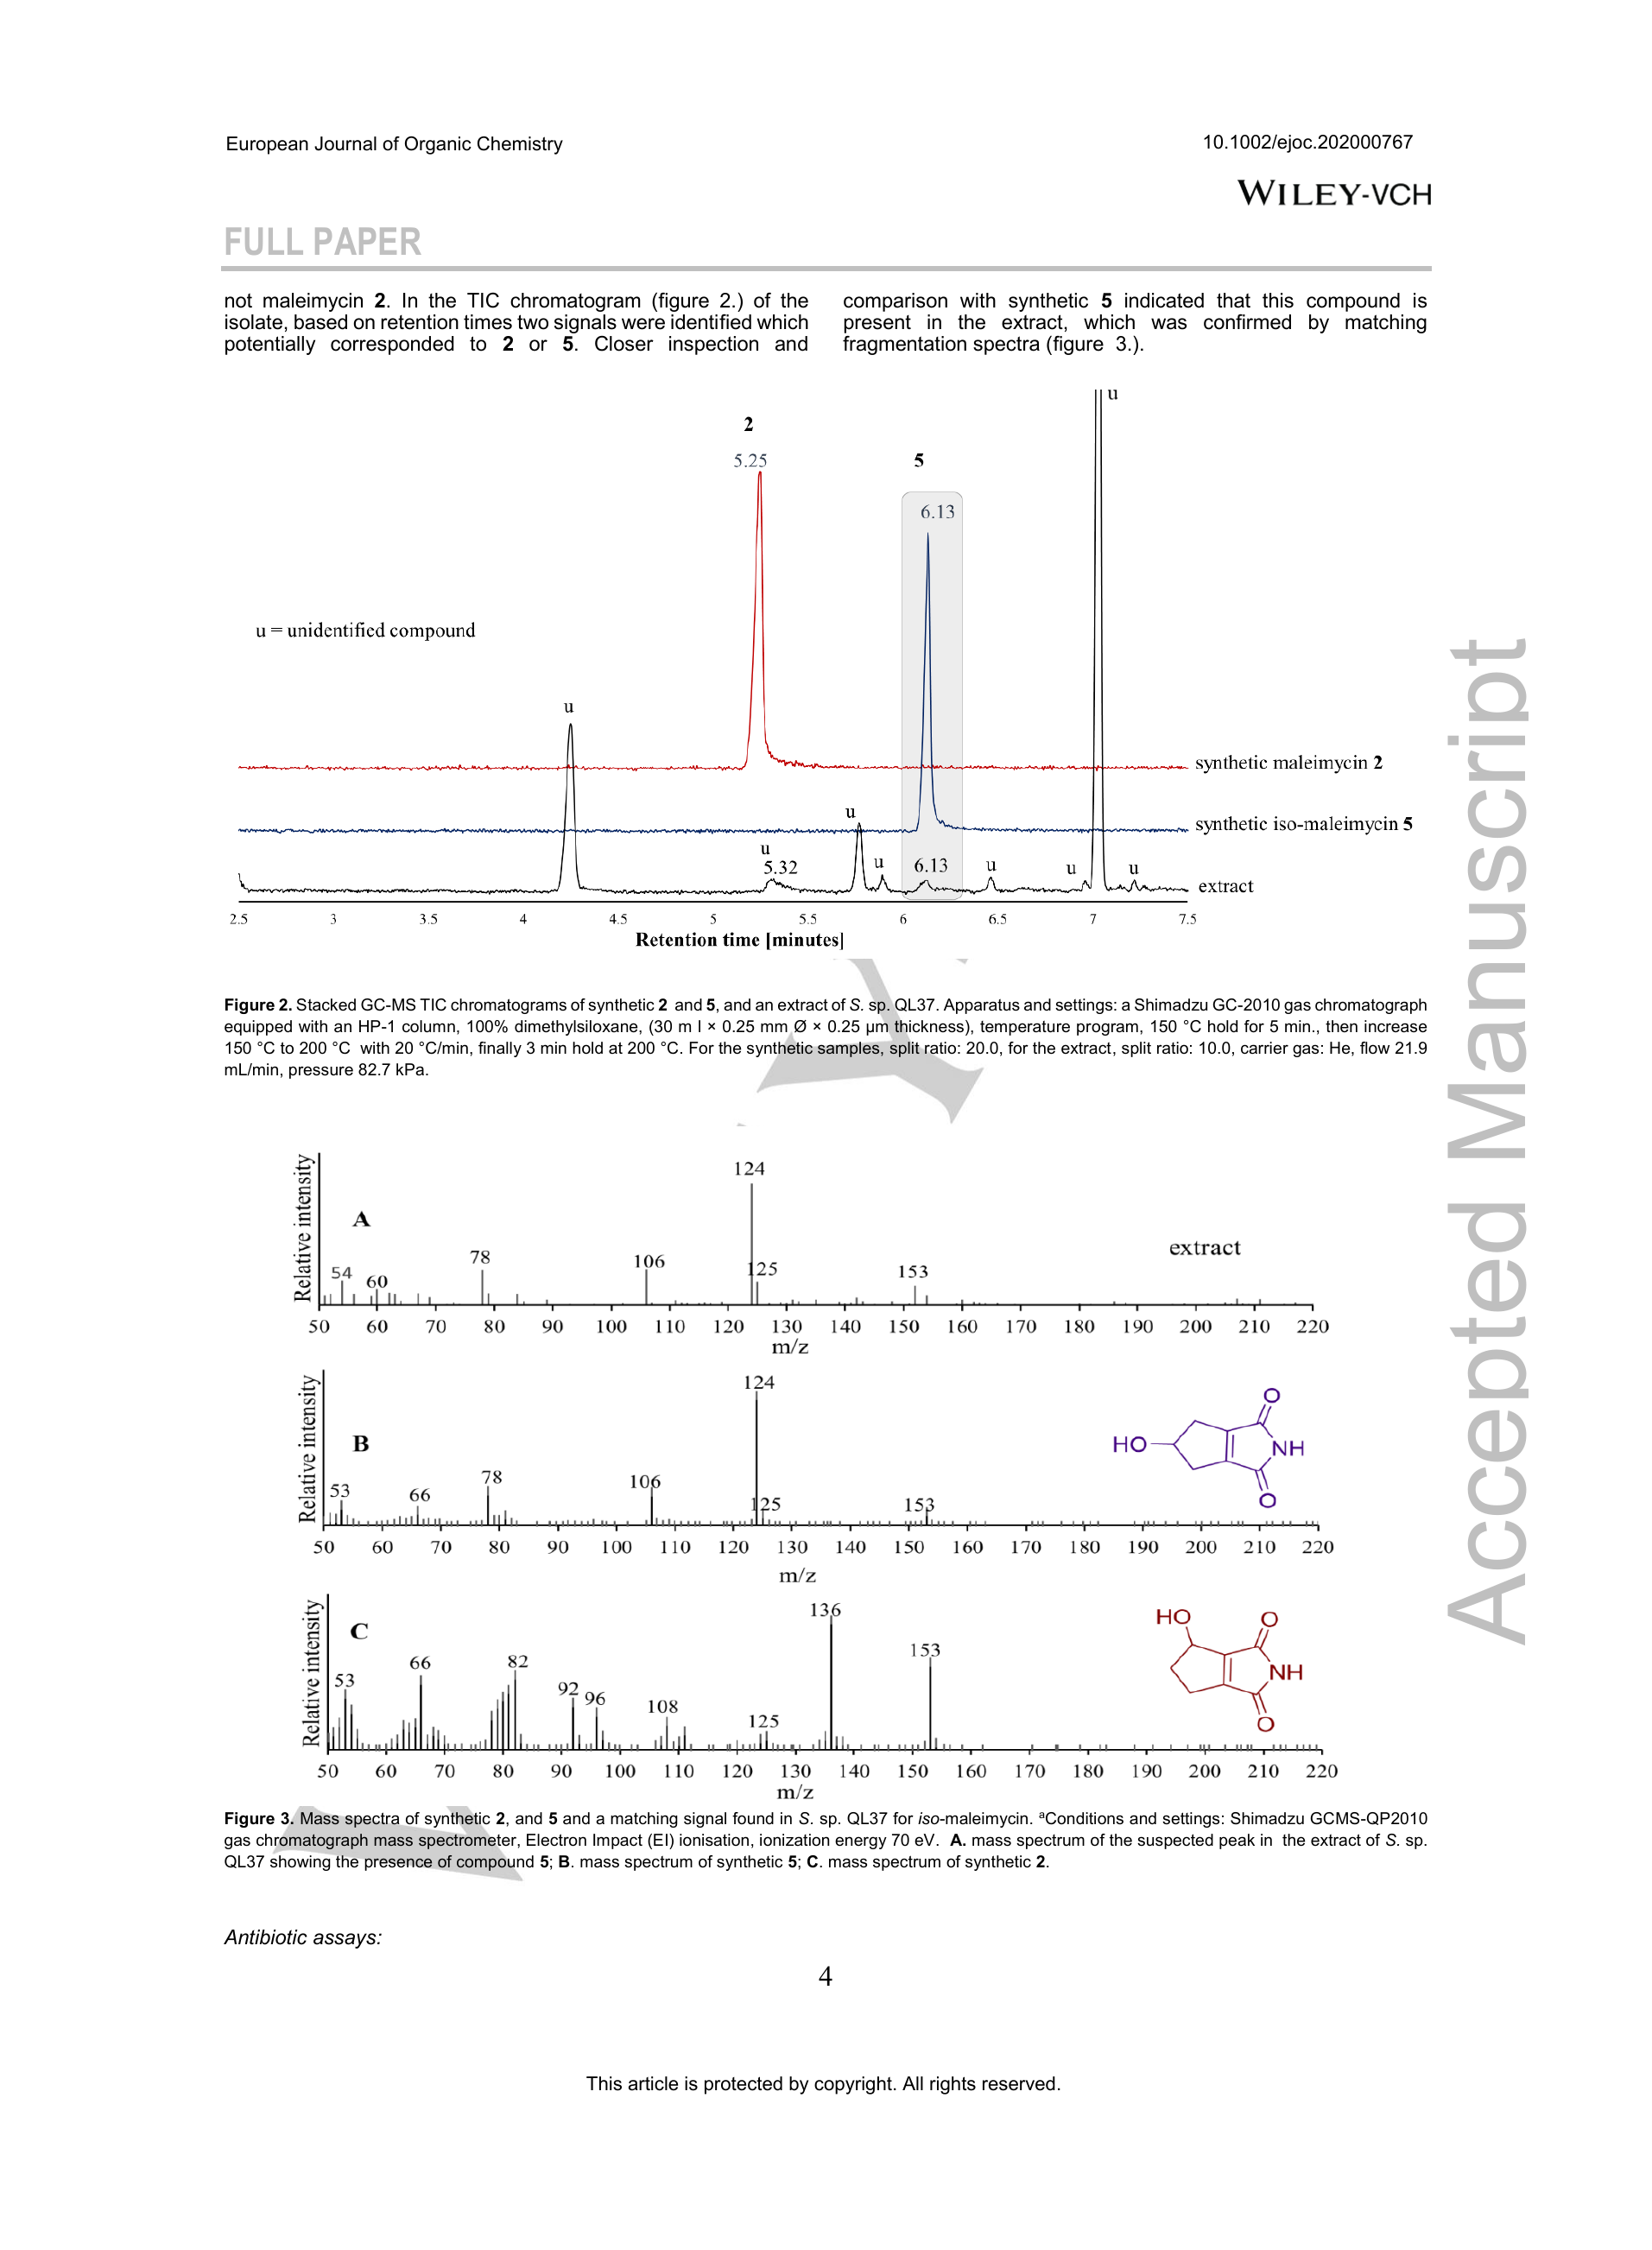 European Journal of Organic Chemistry
10.1002/ejoc.202000767
WILEY-VCH
FULL PAPER
not maleimycin 2. In the TIC chromatogram (figure 2.) of the
isolate, based on retention times two signals were identified which
potentially corresponded to 2 or 5. Closer inspection and
comparison with synthetic 5 indicated that this compound is
present in the extract, which was confirmed by matching
fragmentation spectra (figure 3.).
u
2
5.25
5
6.13
u = unidentified compound
u
synthetic maleimycin 2
u
synthetic iso-maleimycin 5
u
5.32
u
6.13
u
u
u
extract
2.5 3 3.5 4 4.5 5 5.5 6 6.5 7 7.5
Retention time [minutes]
Figure 2. Stacked GC-MS TIC chromatograms of synthetic 2 and 5, and an extract of S. sp. QL37. Apparatus and settings: a Shimadzu GC-2010 gas chromatograph
equipped with an HP-1 column, 100% dimethylsiloxane, (30 m l × 0.25 mm Ø × 0.25 µm thickness), temperature program, 150 °C hold for 5 min., then increase
150 °C to 200 °C with 20 °C/min, finally 3 min hold at 200 °C. For the synthetic samples, split ratio: 20.0, for the extract, split ratio: 10.0, carrier gas: He, flow 21.9
mL/min, pressure 82.7 kPa.
Relative intensity
A
54
60
78
106
124
125
153
extract
50 60 70 80 90 100 110 120 130 140 150 160 170 180 190 200 210 220
m/z
Relative intensity
B
53
66
78
106
124
125
153
HO
O
NH
O
50 60 70 80 90 100 110 120 130 140 150 160 170 180 190 200 210 220
m/z
Relative intensity
C
53
66
82
92
96
108
125
136
153
HO
O
NH
O
50 60 70 80 90 100 110 120 130 140 150 160 170 180 190 200 210 220
m/z
Figure 3. Mass spectra of synthetic 2, and 5 and a matching signal found in S. sp. QL37 for iso-maleimycin. aConditions and settings: Shimadzu GCMS-QP2010
gas chromatograph mass spectrometer, Electron Impact (EI) ionisation, ionization energy 70 eV. A. mass spectrum of the suspected peak in the extract of S. sp.
QL37 showing the presence of compound 5; B. mass spectrum of synthetic 5; C. mass spectrum of synthetic 2.
Antibiotic assays:
4
This article is protected by copyright. All rights reserved.
Accepted Manuscript